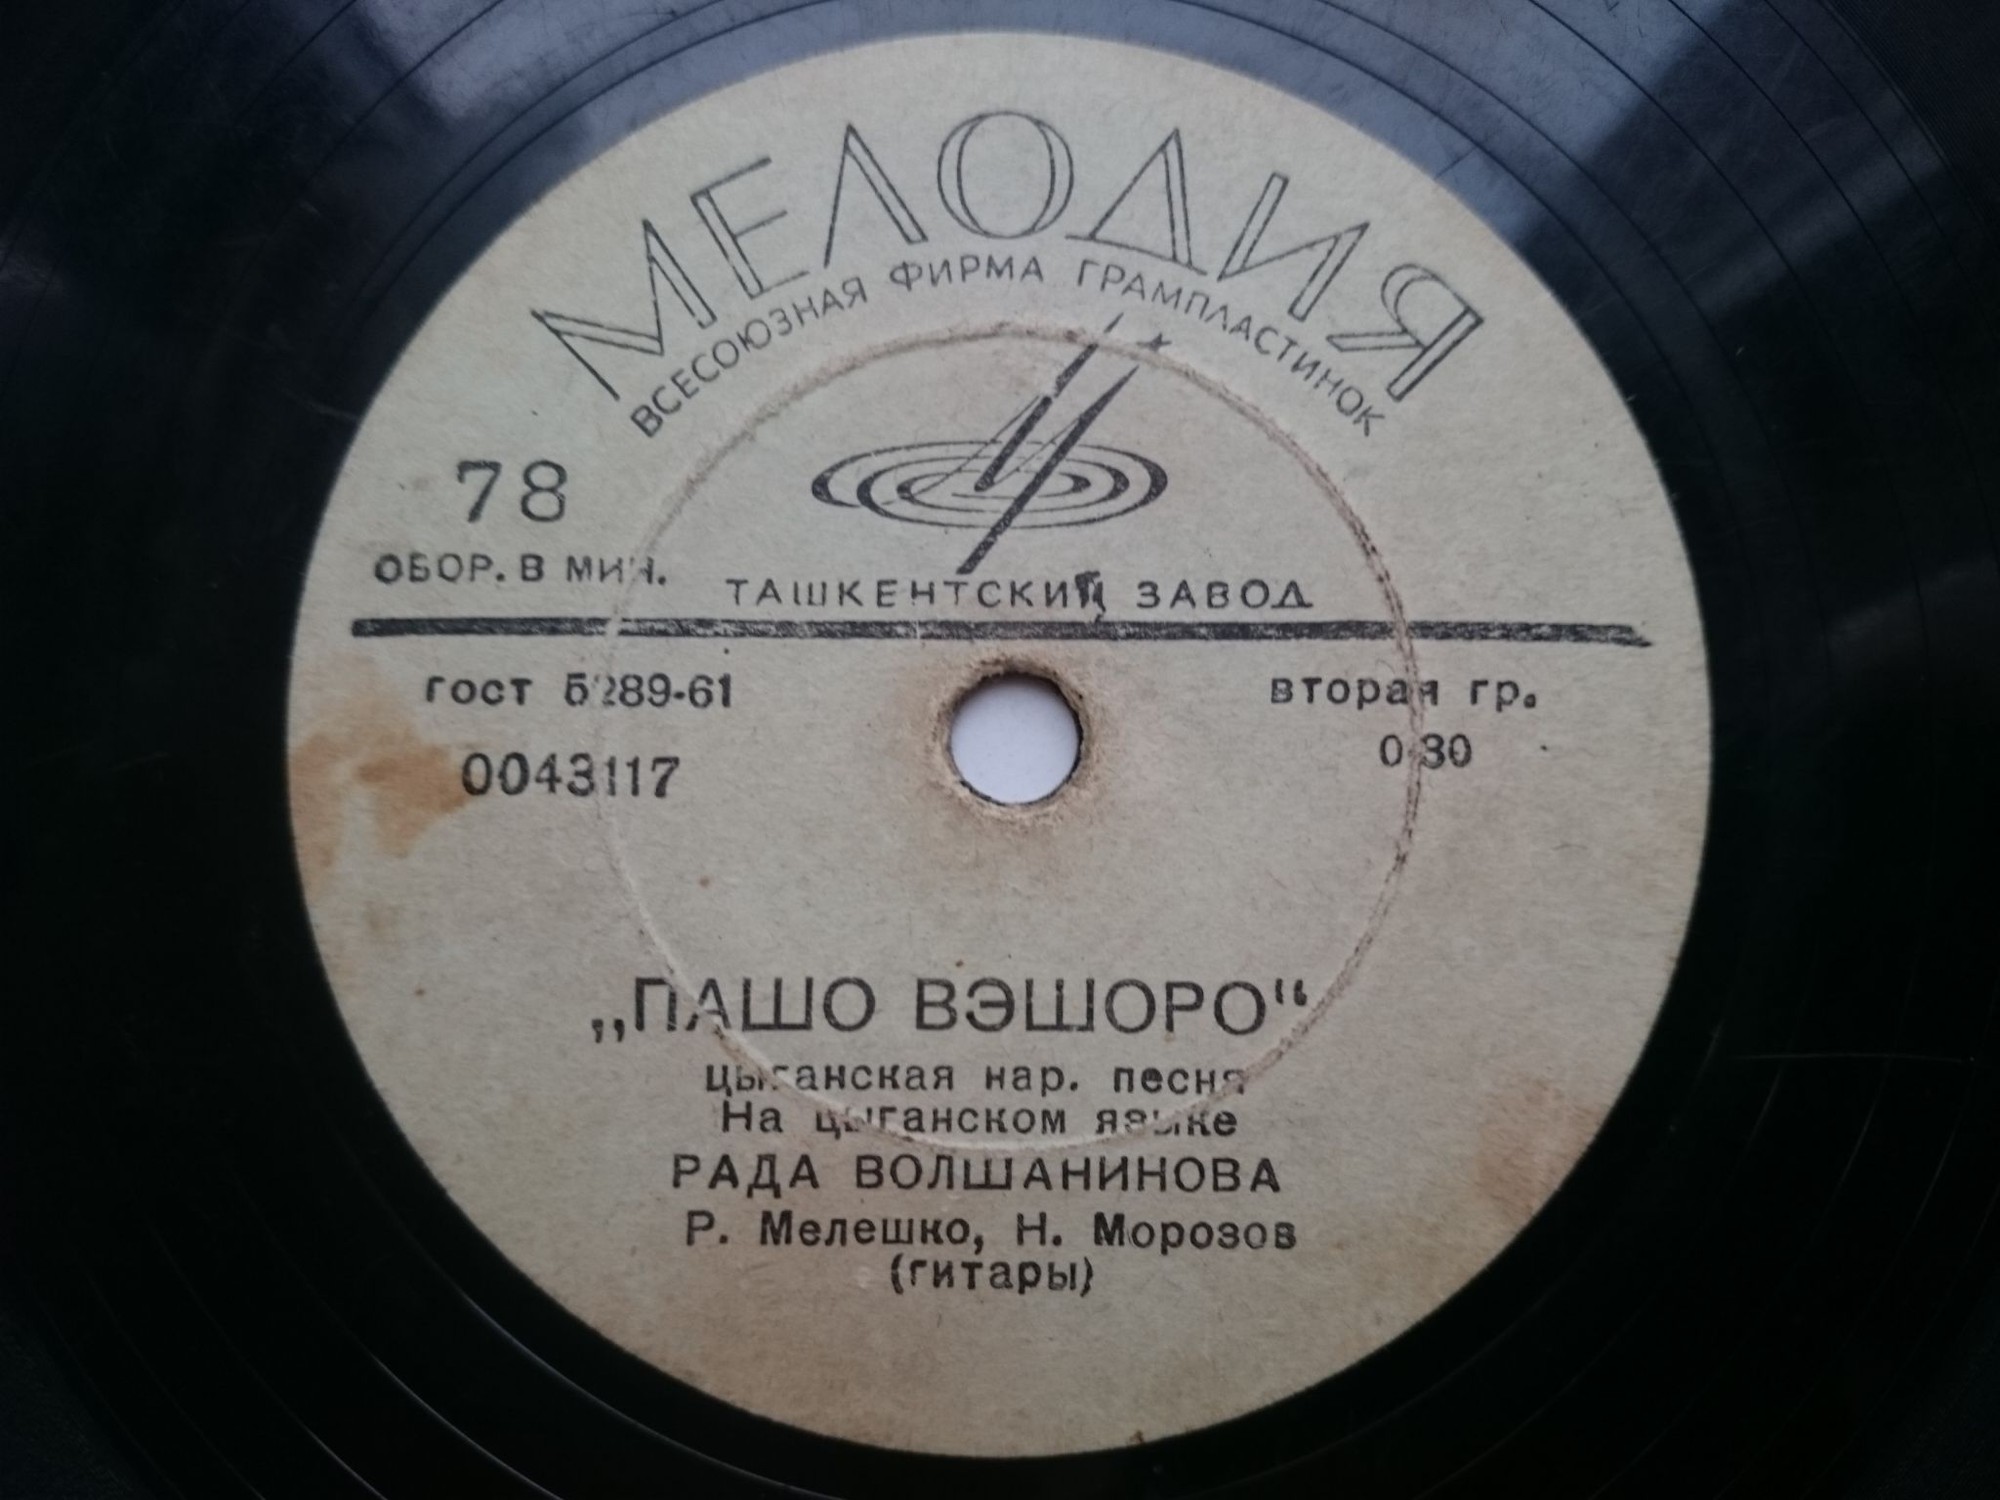 МЕЛОДИЯ
ВСЕСОЮЗНАЯ ФИРМА ГРАМПЛАСТИНОК
78
ОБОР. В МИН.
ТАШКЕНТСКИЙ ЗАВОД
гост 5289-61
вторая гр.
0043117
0-30
„ПАШО ВЭШОРО“
цыганская нар. песня
На цыганском языке
РАДА ВОЛШАНИНОВА
Р. Мелешко, Н. Морозов
(гитары)